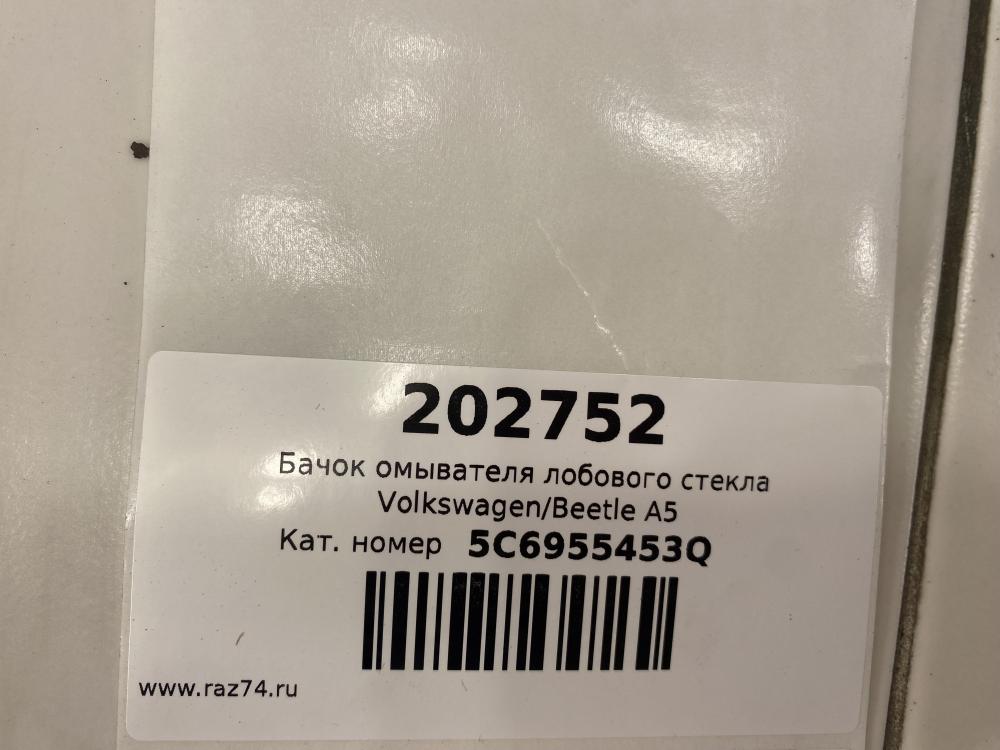 202752
Бачок омывателя лобового стекла
Volkswagen/Beetle A5
Кат. номер 5C6955453Q
www.raz74.ru